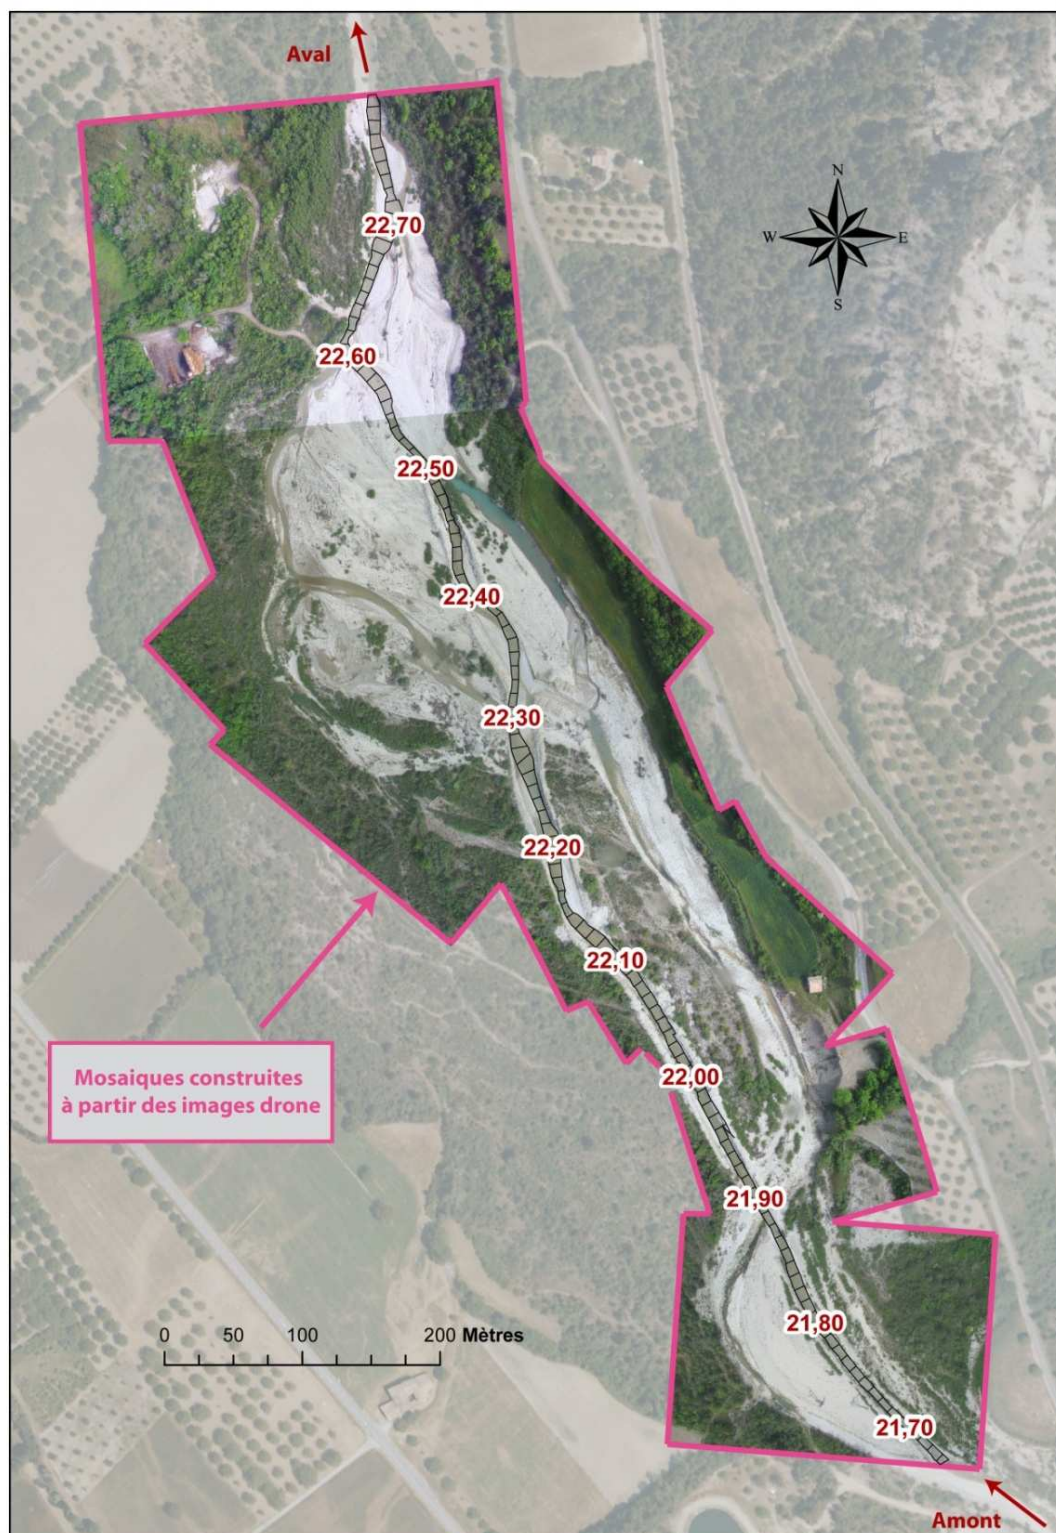 Aval
N
W E
S
22,70
22,60
22,50
22,40
22,30
22,20
22,10
22,00
21,90
21,80
21,70
Mosaiques construites
à partir des images drone
0 50 100 200 Mètres
Amont